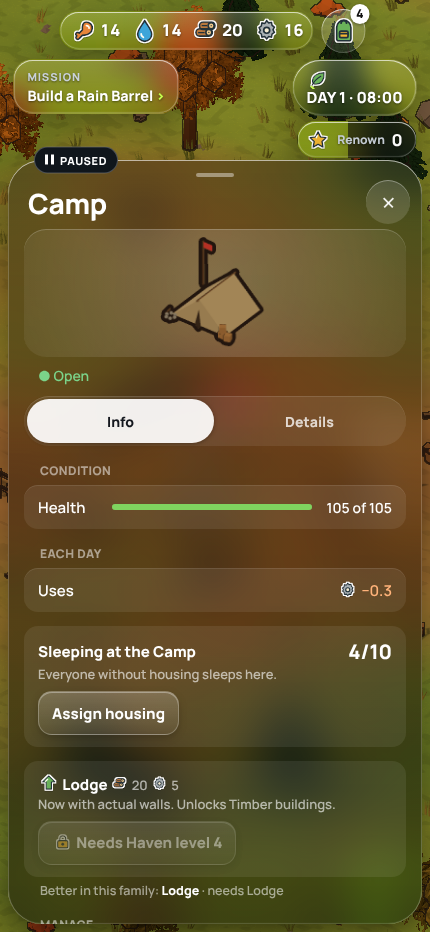 14 14 20 16
4
MISSION
Build a Rain Barrel ›
DAY 1 · 08:00
Renown 0
PAUSED
Camp
Open
Info Details
CONDITION
Health 105 of 105
EACH DAY
Uses −0.3
Sleeping at the Camp 4/10
Everyone without housing sleeps here.
Assign housing
Lodge 20 5
Now with actual walls. Unlocks Timber buildings.
Needs Haven level 4
Better in this family: Lodge · needs Lodge
MANAGE